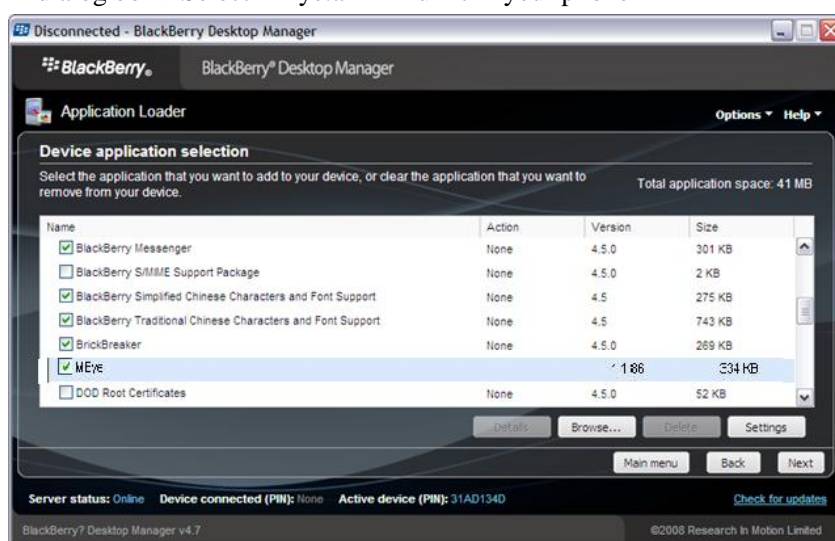 Disconnected - BlackBerry Desktop Manager
BlackBerry® BlackBerry® Desktop Manager
Application Loader Options Help
Device application selection
Select the application that you want to add to your device, or clear the application that you want to
remove from your device.
Total application space: 41 MB
Name Action Version Size
BlackBerry Messenger None 4.5.0 301 KB
BlackBerry S/MIME Support Package None 4.5.0 2 KB
BlackBerry Simplified Chinese Characters and Font Support None 4.5 275 KB
BlackBerry Traditional Chinese Characters and Font Support None 4.5 743 KB
BrickBreaker None 4.5.0 269 KB
MEye KB
DOD Root Certificates None 4.5.0 52 KB
Details Browse... Delete Settings
Main menu Back Next
Server status: Online Device connected (PIN): None Active device (PIN): 31AD134D Check for updates
BlackBerry? Desktop Manager v4.7 ©2008 Research In Motion Limited